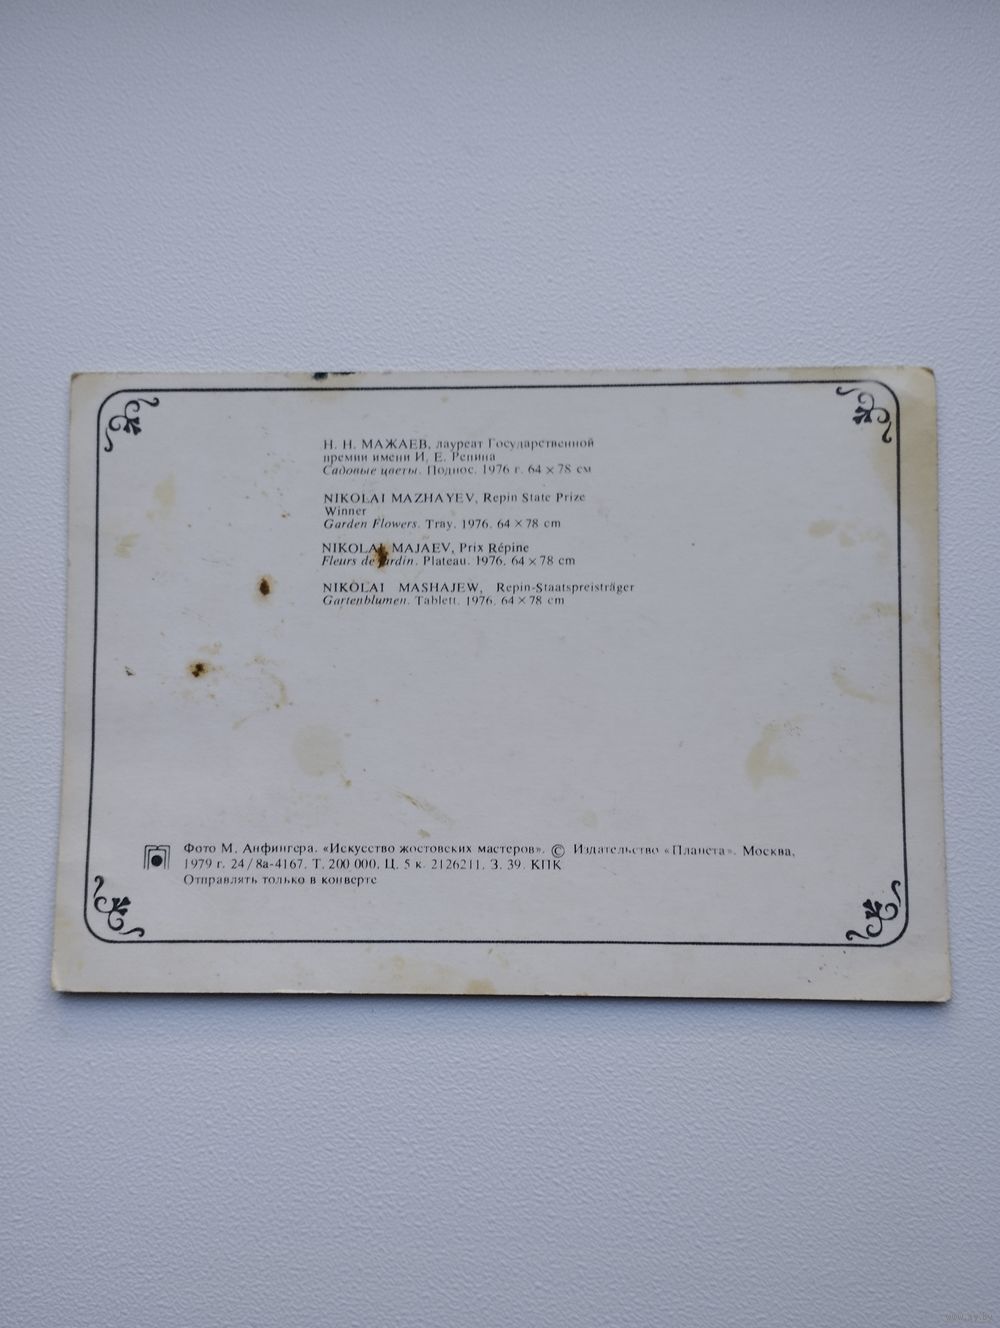 Н. Н. МАЖАЕВ, лауреат Государственной
премии имени И. Е. Репина
Садовые цветы. Поднос. 1976 г. 64 × 78 см
NIKOLAI MAZHAYEV, Repin State Prize
Winner
Garden Flowers. Tray. 1976. 64 × 78 cm
NIKOLAI MAJAEV, Prix Répine
Fleurs de jardin. Plateau. 1976. 64 × 78 cm
NIKOLAI MASHAJEW, Repin-Staatspreisträger
Gartenblumen. Tablett. 1976. 64 × 78 cm
Фото М. Анфингера. «Искусство жостовских мастеров». © Издательство «Планета». Москва,
1979 г. 24/8а-4167. Т. 200 000. Ц. 5 к. 2126211. З. 39. КПК
Отправлять только в конверте